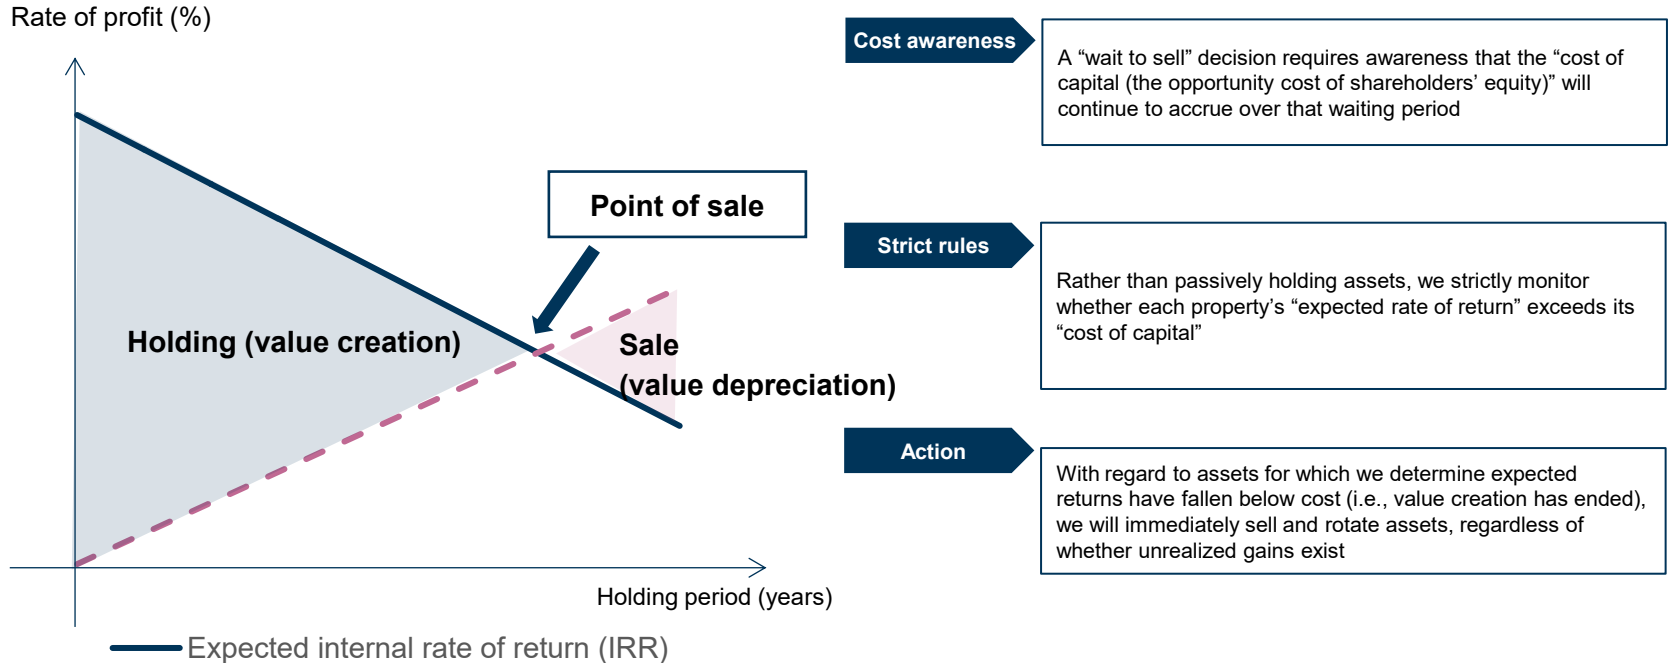 Rate of profit (%)
Point of sale
Holding (value creation)
Sale
(value depreciation)
Holding period (years)
Expected internal rate of return (IRR)
Cost awareness
A “wait to sell” decision requires awareness that the “cost of
capital (the opportunity cost of shareholders’ equity)” will
continue to accrue over that waiting period
Strict rules
Rather than passively holding assets, we strictly monitor
whether each property’s “expected rate of return” exceeds its
“cost of capital”
Action
With regard to assets for which we determine expected
returns have fallen below cost (i.e., value creation has ended),
we will immediately sell and rotate assets, regardless of
whether unrealized gains exist